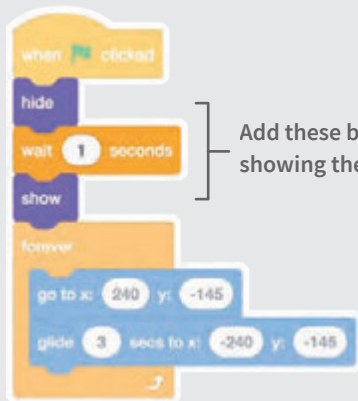 when clicked
hide
wait 1 seconds
Add these b
showing the
show
forever
go to x: 240 y: -145
glide 3 secs to x: -240 y: -145